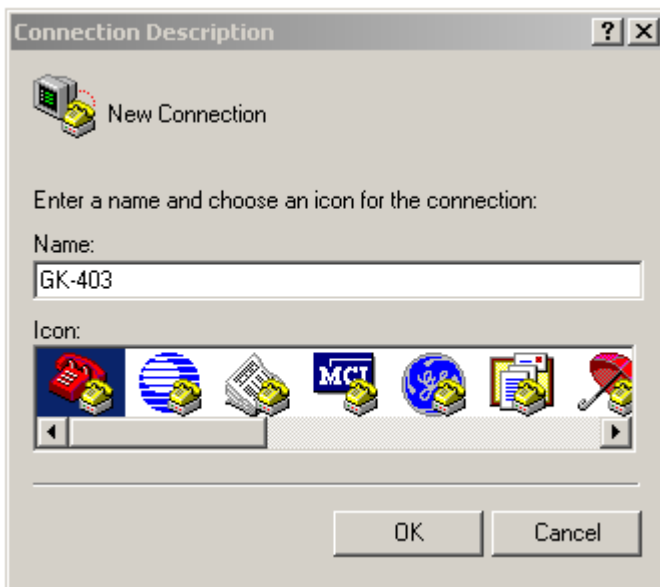 Connection Description
New Connection
Enter a name and choose an icon for the connection:
Name:
GK-403
Icon:
MCI
OK
Cancel